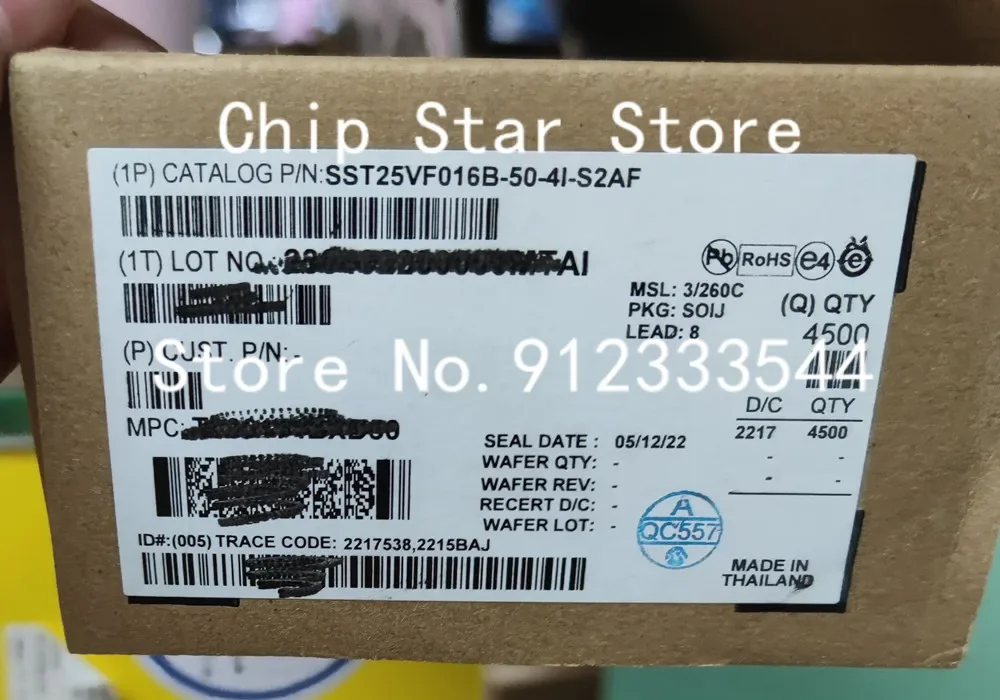 Chip Star Store
(1P) CATALOG P/N:SST25VF016B-50-4I-S2AF
(1T) LOT NO.:
AI
Pb RoHS e4 e
MSL: 3/260C
PKG: SOIJ
LEAD: 8
(Q) QTY
4500
(P) CUST. P/N:-
Store No.912333544
D/C QTY
2217 4500
- -
- -
MPC:
SEAL DATE : 05/12/22
WAFER QTY: -
WAFER REV: -
RECERT D/C: -
WAFER LOT: -
A
QC557
ID#:(005) TRACE CODE: 2217538,2215BAJ
MADE IN
THAILAND